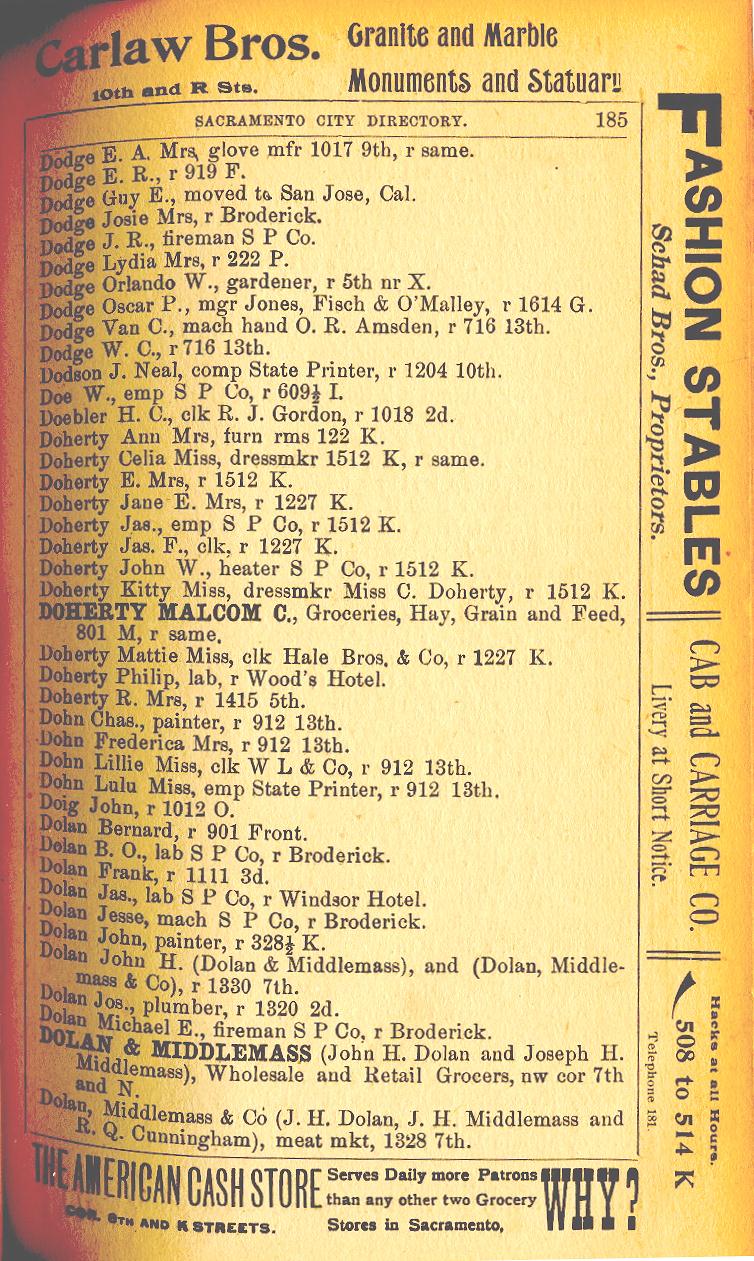 Carlaw Bros. Granite and Marble
10th and R Sts. Monuments and Statuary
SACRAMENTO CITY DIRECTORY. 185
Dodge E. A. Mrs, glove mfr 1017 9th, r same.
Dodge E. R., r 919 F.
Dodge Guy E., moved to San Jose, Cal.
Dodge Josie Mrs, r Broderick.
Dodge J. R., fireman S P Co.
Dodge Lydia Mrs, r 222 P.
Dodge Orlando W., gardener, r 5th nr X.
Dodge Oscar P., mgr Jones, Fisch & O'Malley, r 1614 G.
Dodge Van C., mach hand O. R. Amsden, r 716 13th.
Dodge W. C., r 716 13th.
Dodson J. Neal, comp State Printer, r 1204 10th.
Doe W., emp S P Co, r 609½ I.
Doebler H. C., clk R. J. Gordon, r 1018 2d.
Doherty Ann Mrs, furn rms 122 K.
Doherty Celia Miss, dressmkr 1512 K, r same.
Doherty E. Mrs, r 1512 K.
Doherty Jane E. Mrs, r 1227 K.
Doherty Jas., emp S P Co, r 1512 K.
Doherty Jas. F., clk, r 1227 K.
Doherty John W., heater S P Co, r 1512 K.
Doherty Kitty Miss, dressmkr Miss C. Doherty, r 1512 K.
DOHERTY MALCOM C., Groceries, Hay, Grain and Feed,
801 M, r same.
Doherty Mattie Miss, clk Hale Bros. & Co, r 1227 K.
Doherty Philip, lab, r Wood's Hotel.
Doherty R. Mrs, r 1415 5th.
Dohn Chas., painter, r 912 13th.
Dohn Frederica Mrs, r 912 13th.
Dohn Lillie Miss, clk W L & Co, r 912 13th.
Dohn Lulu Miss, emp State Printer, r 912 13th.
Doig John, r 1012 O.
Dolan Bernard, r 901 Front.
Dolan B. O., lab S P Co, r Broderick.
Dolan Frank, r 1111 3d.
Dolan Jas., lab S P Co, r Windsor Hotel.
Dolan Jesse, mach S P Co, r Broderick.
Dolan John, painter, r 328½ K.
Dolan John H. (Dolan & Middlemass), and (Dolan, Middle-
mass & Co), r 1330 7th.
Dolan Jos., plumber, r 1320 2d.
Dolan Michael E., fireman S P Co, r Broderick.
DOLAN & MIDDLEMASS (John H. Dolan and Joseph H.
Middlemass), Wholesale and Retail Grocers, nw cor 7th
and N.
Dolan, Middlemass & Co (J. H. Dolan, J. H. Middlemass and
R. Q. Cunningham), meat mkt, 1328 7th.
THE AMERICAN CASH STORE Serves Daily more Patrons WHY?
than any other two Grocery
COR. 8TH AND K STREETS. Stores in Sacramento,
FASHION STABLES
Schad Bros., Proprietors.
CAB and CARRIAGE CO.
Livery at Short Notice.
Hacks at all Hours.
508 to 514 K
Telephone 181.